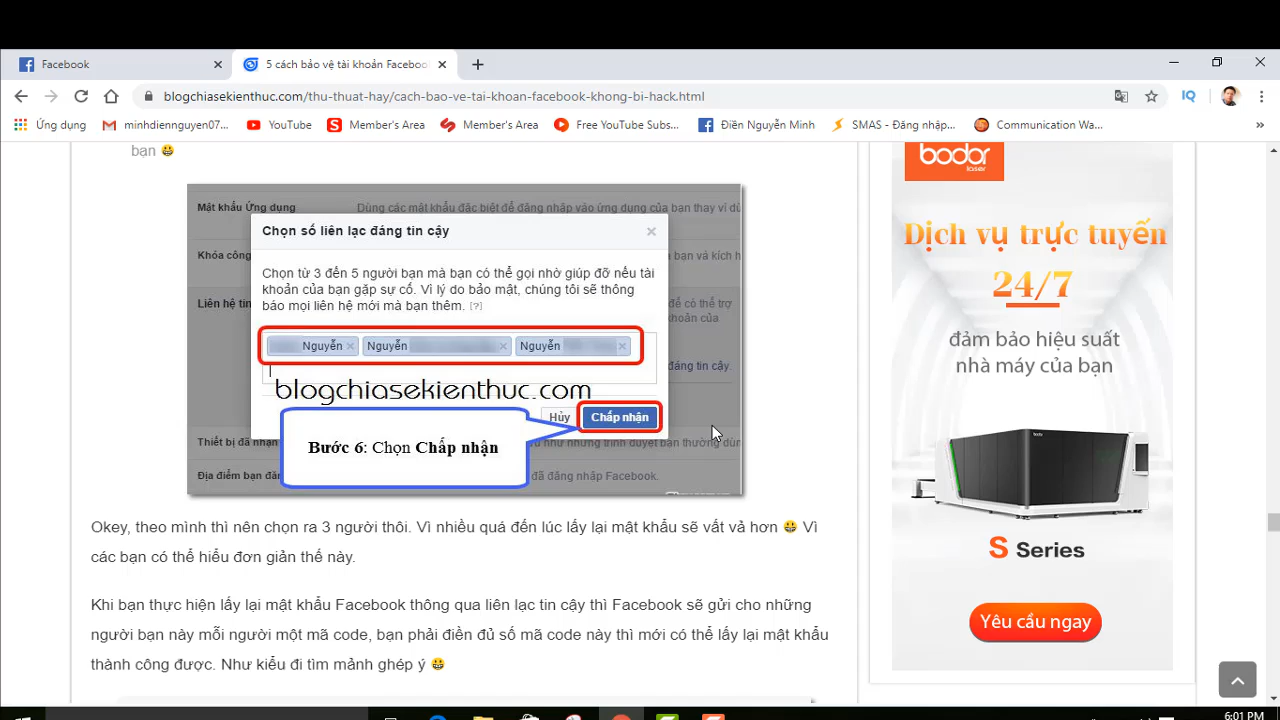 Facebook
5 cách bảo vệ tài khoản Faceboo
blogchiasekienthuc.com/thu-thuat-hay/cach-bao-ve-tai-khoan-facebook-khong-bi-hack.html
IQ
Ứng dụng
minhdiennguyen07...
YouTube
Member's Area
Member's Area
Free YouTube Subs...
Điền Nguyễn Minh
SMAS - Đăng nhập...
Communication Wa...
bạn 😀
Mật khẩu Ứng dụng
Dùng các mật khẩu đặc biệt để đăng nhập vào ứng dụng của bạn thay vì dù
Chọn số liên lạc đáng tin cậy
Khóa côn
bạn và kích h
Chọn từ 3 đến 5 người bạn mà bạn có thể gọi nhờ giúp đỡ nếu tài
khoản của bạn gặp sự cố. Vì lý do bảo mật, chúng tôi sẽ thông
báo mọi liên hệ mới mà bạn thêm. [?]
Liên hệ tin
để có thể trợ
khoản của
Nguyễn
Nguyễn
Nguyễn
đáng tin cậy.
blogchiasekienthuc.com
Hủy
Chấp nhận
Bước 6: Chọn Chấp nhận
Thiết bị đã nhận
như những trình duyệt bạn thường dùn
Địa điểm bạn đăn
đã đăng nhập Facebook.
Okey, theo mình thì nên chọn ra 3 người thôi. Vì nhiều quá đến lúc lấy lại mật khẩu sẽ vất vả hơn 😀 Vì
các bạn có thể hiểu đơn giản thế này.
Khi bạn thực hiện lấy lại mật khẩu Facebook thông qua liên lạc tin cậy thì Facebook sẽ gửi cho những
người bạn này mỗi người một mã code, bạn phải điền đủ số mã code này thì mới có thể lấy lại mật khẩu
thành công được. Như kiểu đi tìm mảnh ghép ý 😀
bodor
laser
Dịch vụ trực tuyến
24/7
đảm bảo hiệu suất
nhà máy của bạn
bodor
S Series
Yêu cầu ngay
6:01 PM